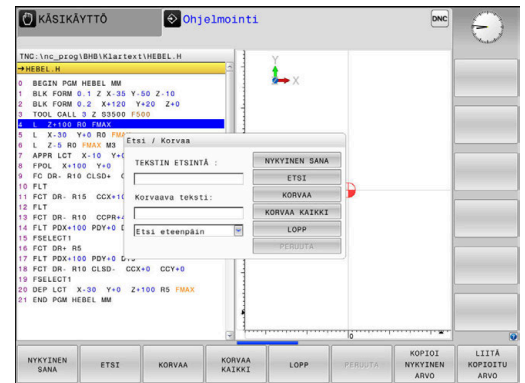 KÄSIKÄYTTÖ
Ohjelmointi
DNC
TNC:\nc_prog\BHB\Klartext\HEBEL.H
→HEBEL.H
0 BEGIN PGM HEBEL MM
1 BLK FORM 0.1 Z X-35 Y-50 Z-10
2 BLK FORM 0.2 X+120 Y+20 Z+0
3 TOOL CALL 3 Z S3500 F500
4 L Z+100 R0 FMAX
5 L X-30 Y+0 R0 FMA
6 L Z-5 R0 FMAX M3
7 APPR LCT X-10 Y+
8 FPOL X+100 Y+0
9 FC DR- R10 CLSD+
10 FLT
11 FCT DR- R15 CCX+10
12 FLT
13 FCT DR- R10 CCPR+
14 FLT PDX+100 PDY+0 D
15 FSELECT1
16 FCT DR+ R5
17 FLT PDX+100 PDY+0 D15
18 FCT DR- R10 CLSD- CCX+0 CCY+0
19 FSELECT1
20 DEP LCT X-30 Y+0 Z+100 R5 FMAX
21 END PGM HEBEL MM
Y
X
0
Etsi / Korvaa
TEKSTIN ETSINTÄ :
Korvaava teksti:
Etsi eteenpäin
NYKYINEN SANA
ETSI
KORVAA
KORVAA KAIKKI
LOPP
PERUUTA
NYKYINEN SANA
ETSI
KORVAA
KORVAA KAIKKI
LOPP
PERUUTA
KOPIOI NYKYINEN ARVO
LIITÄ KOPIOITU ARVO